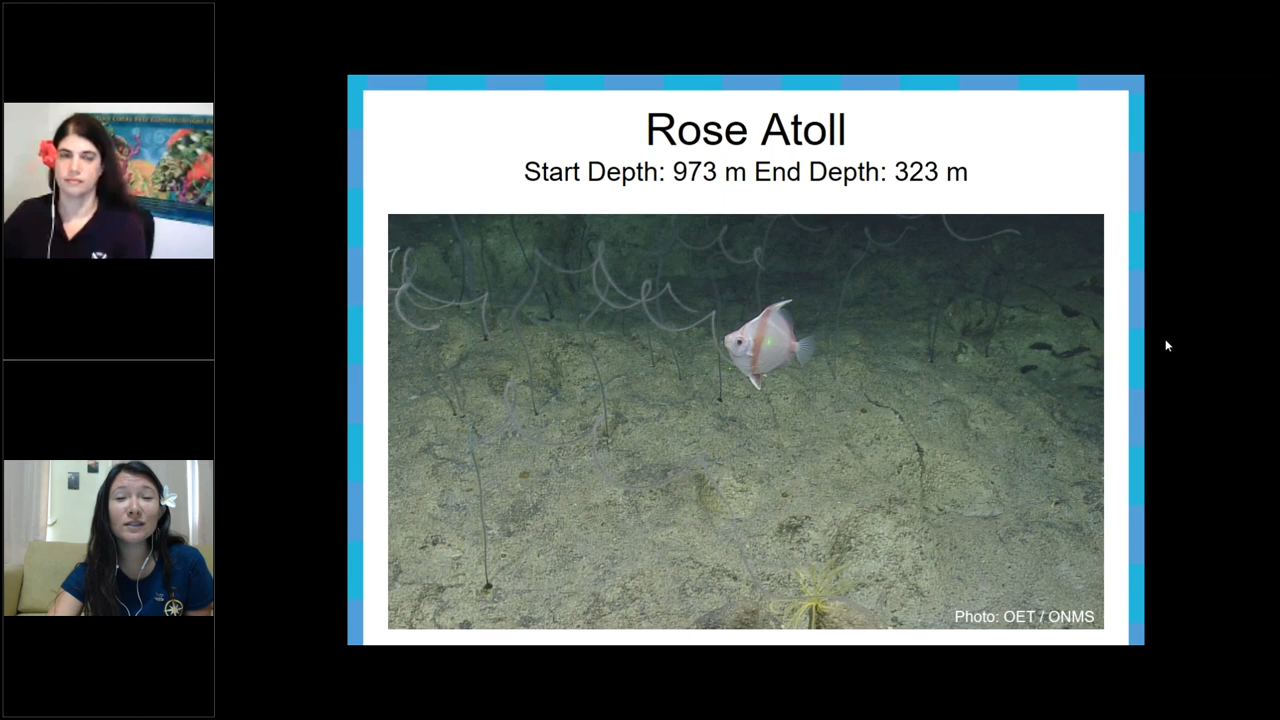 Rose Atoll
Start Depth: 973 m End Depth: 323 m
Photo: OET / ONMS